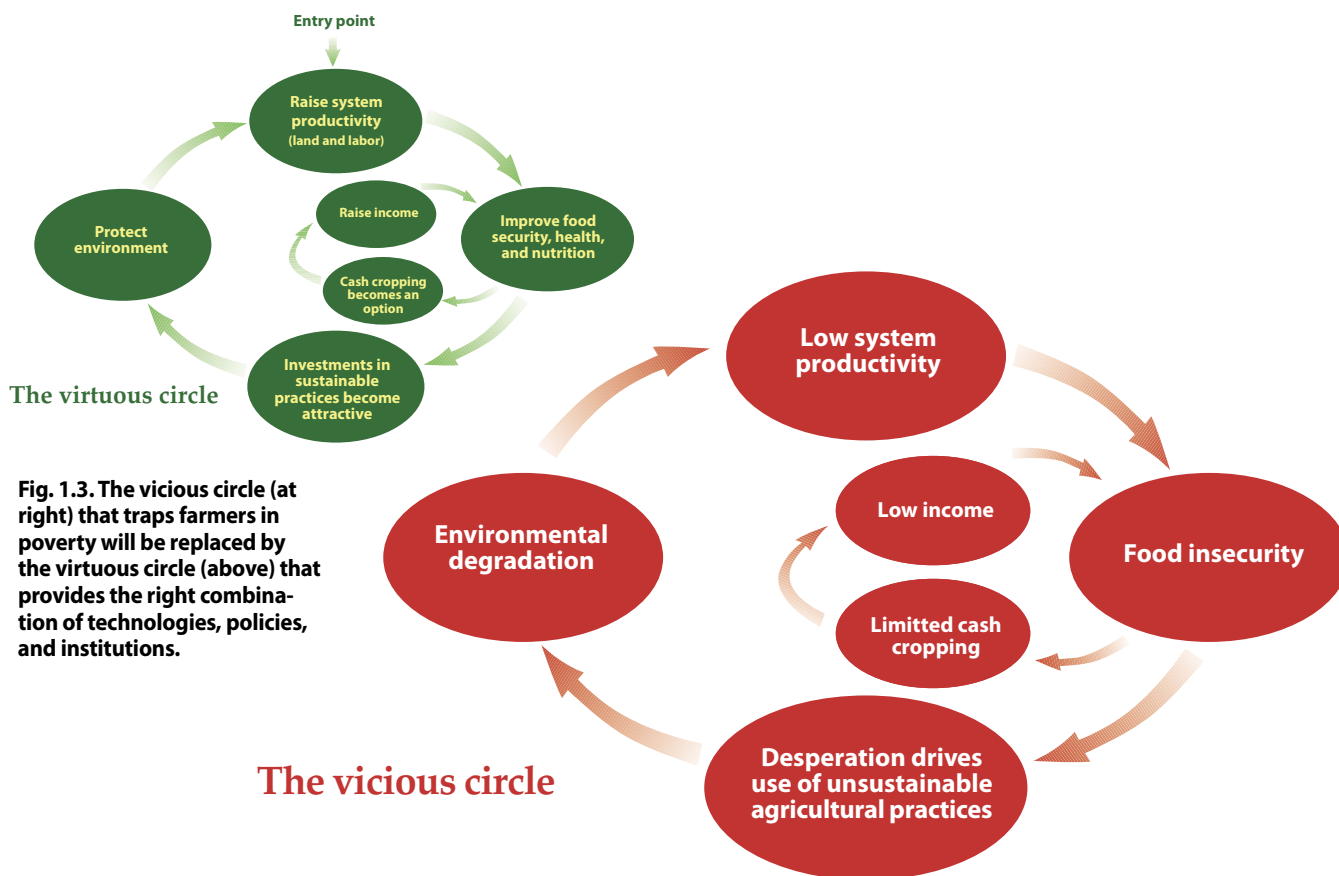 Entry point
Raise system
productivity
(land and labor)
Raise income
Improve food
security, health,
and nutrition
Protect
environment
Cash cropping
becomes an
option
Investments in
sustainable
practices become
attractive
The virtuous circle
Fig. 1.3. The vicious circle (at
right) that traps farmers in
poverty will be replaced by
the virtuous circle (above) that
provides the right combina-
tion of technologies, policies,
and institutions.
Low system
productivity
Low income
Environmental
degradation
Food insecurity
Limitted cash
cropping
Desperation drives
use of unsustainable
agricultural practices
The vicious circle